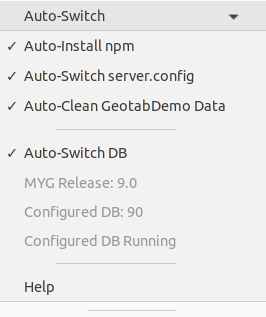 Auto-Switch
✓ Auto-Install npm
✓ Auto-Switch server.config
✓ Auto-Clean GeotabDemo Data
✓ Auto-Switch DB
MYG Release: 9.0
Configured DB: 90
Configured DB Running
Help